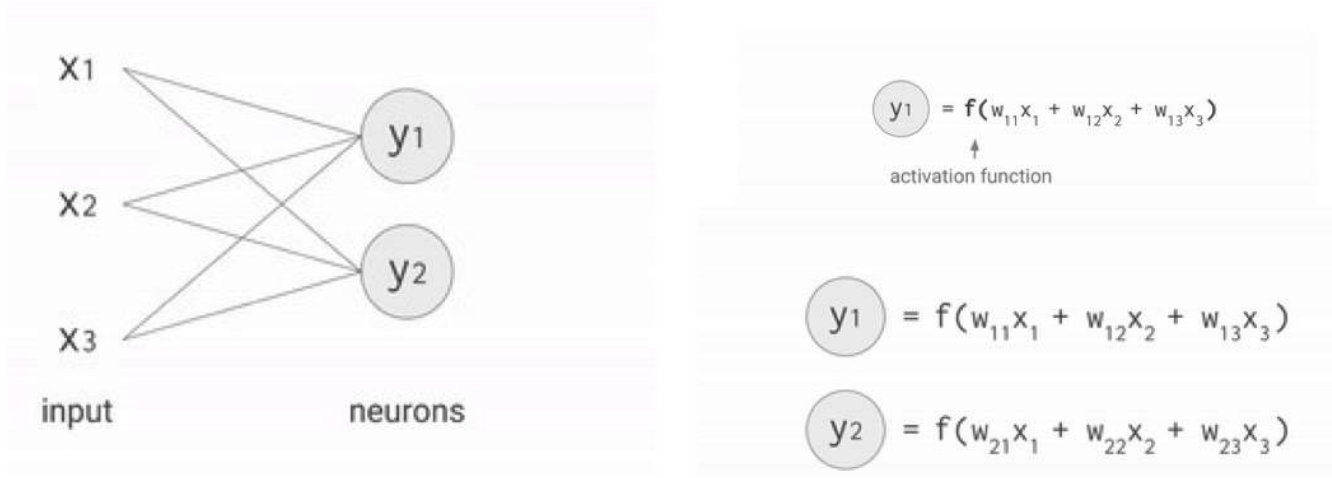 x1
x2
x3
y1
y2
input neurons
y1 = f(w11x1 + w12x2 + w13x3)
activation function
y1 = f(w11x1 + w12x2 + w13x3)
y2 = f(w21x1 + w22x2 + w23x3)